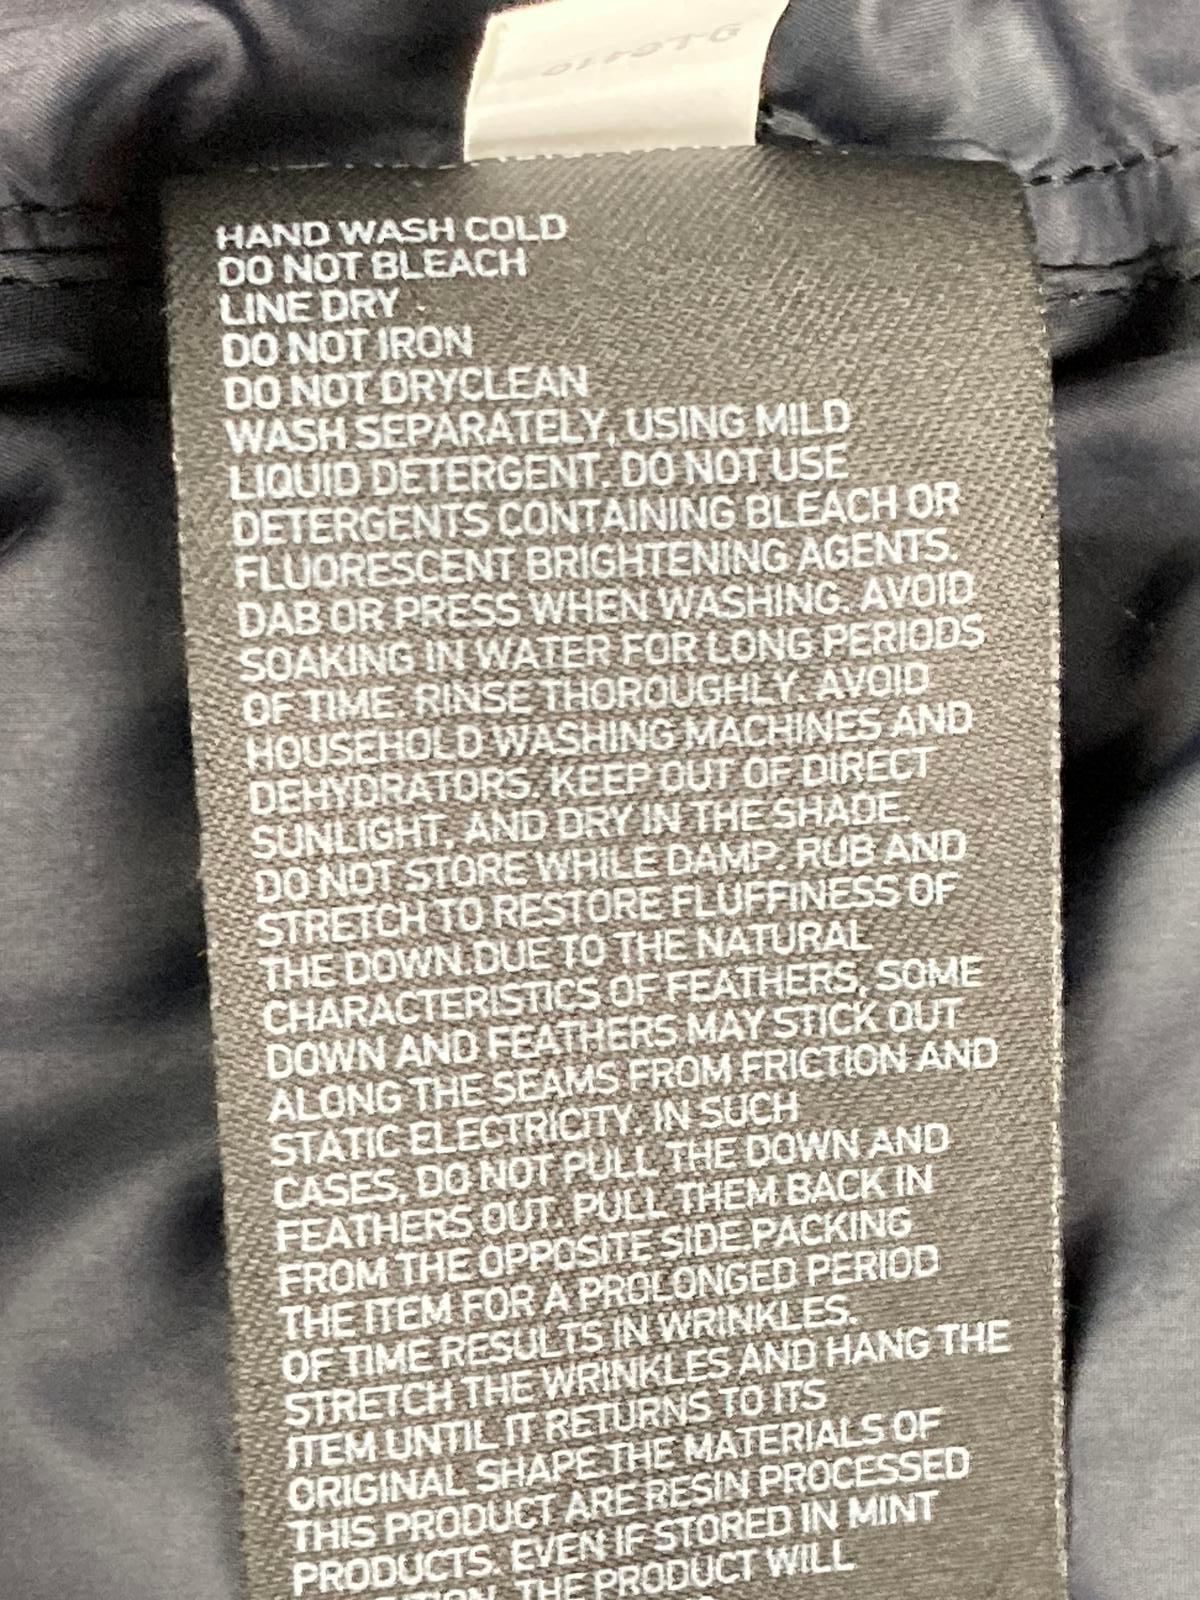 HAND WASH COLD
DO NOT BLEACH
LINE DRY
DO NOT IRON
DO NOT DRYCLEAN
WASH SEPARATELY, USING MILD
LIQUID DETERGENT. DO NOT USE
DETERGENTS CONTAINING BLEACH OR
FLUORESCENT BRIGHTENING AGENTS.
DAB OR PRESS WHEN WASHING. AVOID
SOAKING IN WATER FOR LONG PERIODS
OF TIME. RINSE THOROUGHLY. AVOID
HOUSEHOLD WASHING MACHINES AND
DEHYDRATORS. KEEP OUT OF DIRECT
SUNLIGHT, AND DRY IN THE SHADE.
DO NOT STORE WHILE DAMP. RUB AND
STRETCH TO RESTORE FLUFFINESS OF
THE DOWN.DUE TO THE NATURAL
CHARACTERISTICS OF FEATHERS, SOME
DOWN AND FEATHERS MAY STICK OUT
ALONG THE SEAMS FROM FRICTION AND
STATIC ELECTRICITY. IN SUCH
CASES, DO NOT PULL THE DOWN AND
FEATHERS OUT. PULL THEM BACK IN
FROM THE OPPOSITE SIDE.PACKING
THE ITEM FOR A PROLONGED PERIOD
OF TIME RESULTS IN WRINKLES.
STRETCH THE WRINKLES AND HANG THE
ITEM UNTIL IT RETURNS TO ITS
ORIGINAL SHAPE.THE MATERIALS OF
THIS PRODUCT ARE RESIN PROCESSED
PRODUCTS. EVEN IF STORED IN MINT
THE PRODUCT WILL